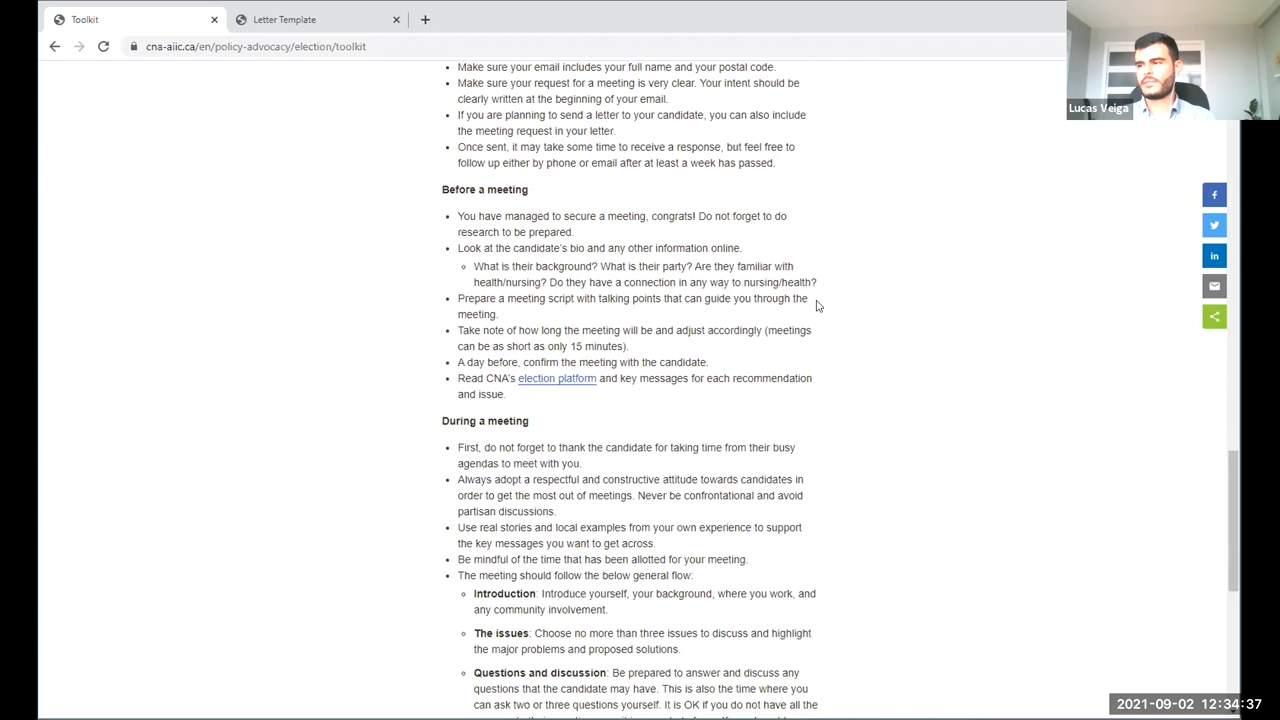 Toolkit
Letter Template
cna-aiic.ca/en/policy-advocacy/election/toolkit
Lucas Veiga
Make sure your email includes your full name and your postal code.
Make sure your request for a meeting is very clear. Your intent should be
clearly written at the beginning of your email.
If you are planning to send a letter to your candidate, you can also include
the meeting request in your letter.
Once sent, it may take some time to receive a response, but feel free to
follow up either by phone or email after at least a week has passed.
Before a meeting
You have managed to secure a meeting, congrats! Do not forget to do
research to be prepared.
Look at the candidate's bio and any other information online.
What is their background? What is their party? Are they familiar with
health/nursing? Do they have a connection in any way to nursing/health?
Prepare a meeting script with talking points that can guide you through the
meeting.
Take note of how long the meeting will be and adjust accordingly (meetings
can be as short as only 15 minutes).
A day before, confirm the meeting with the candidate.
Read CNA's election platform and key messages for each recommendation
and issue.
During a meeting
First, do not forget to thank the candidate for taking time from their busy
agendas to meet with you.
Always adopt a respectful and constructive attitude towards candidates in
order to get the most out of meetings. Never be confrontational and avoid
partisan discussions.
Use real stories and local examples from your own experience to support
the key messages you want to get across.
Be mindful of the time that has been allotted for your meeting.
The meeting should follow the below general flow:
Introduction: Introduce yourself, your background, where you work, and
any community involvement.
The issues: Choose no more than three issues to discuss and highlight
the major problems and proposed solutions.
Questions and discussion: Be prepared to answer and discuss any
questions that the candidate may have. This is also the time where you
can ask two or three questions yourself. It is OK if you do not have all the
2021-09-02 12:34:37